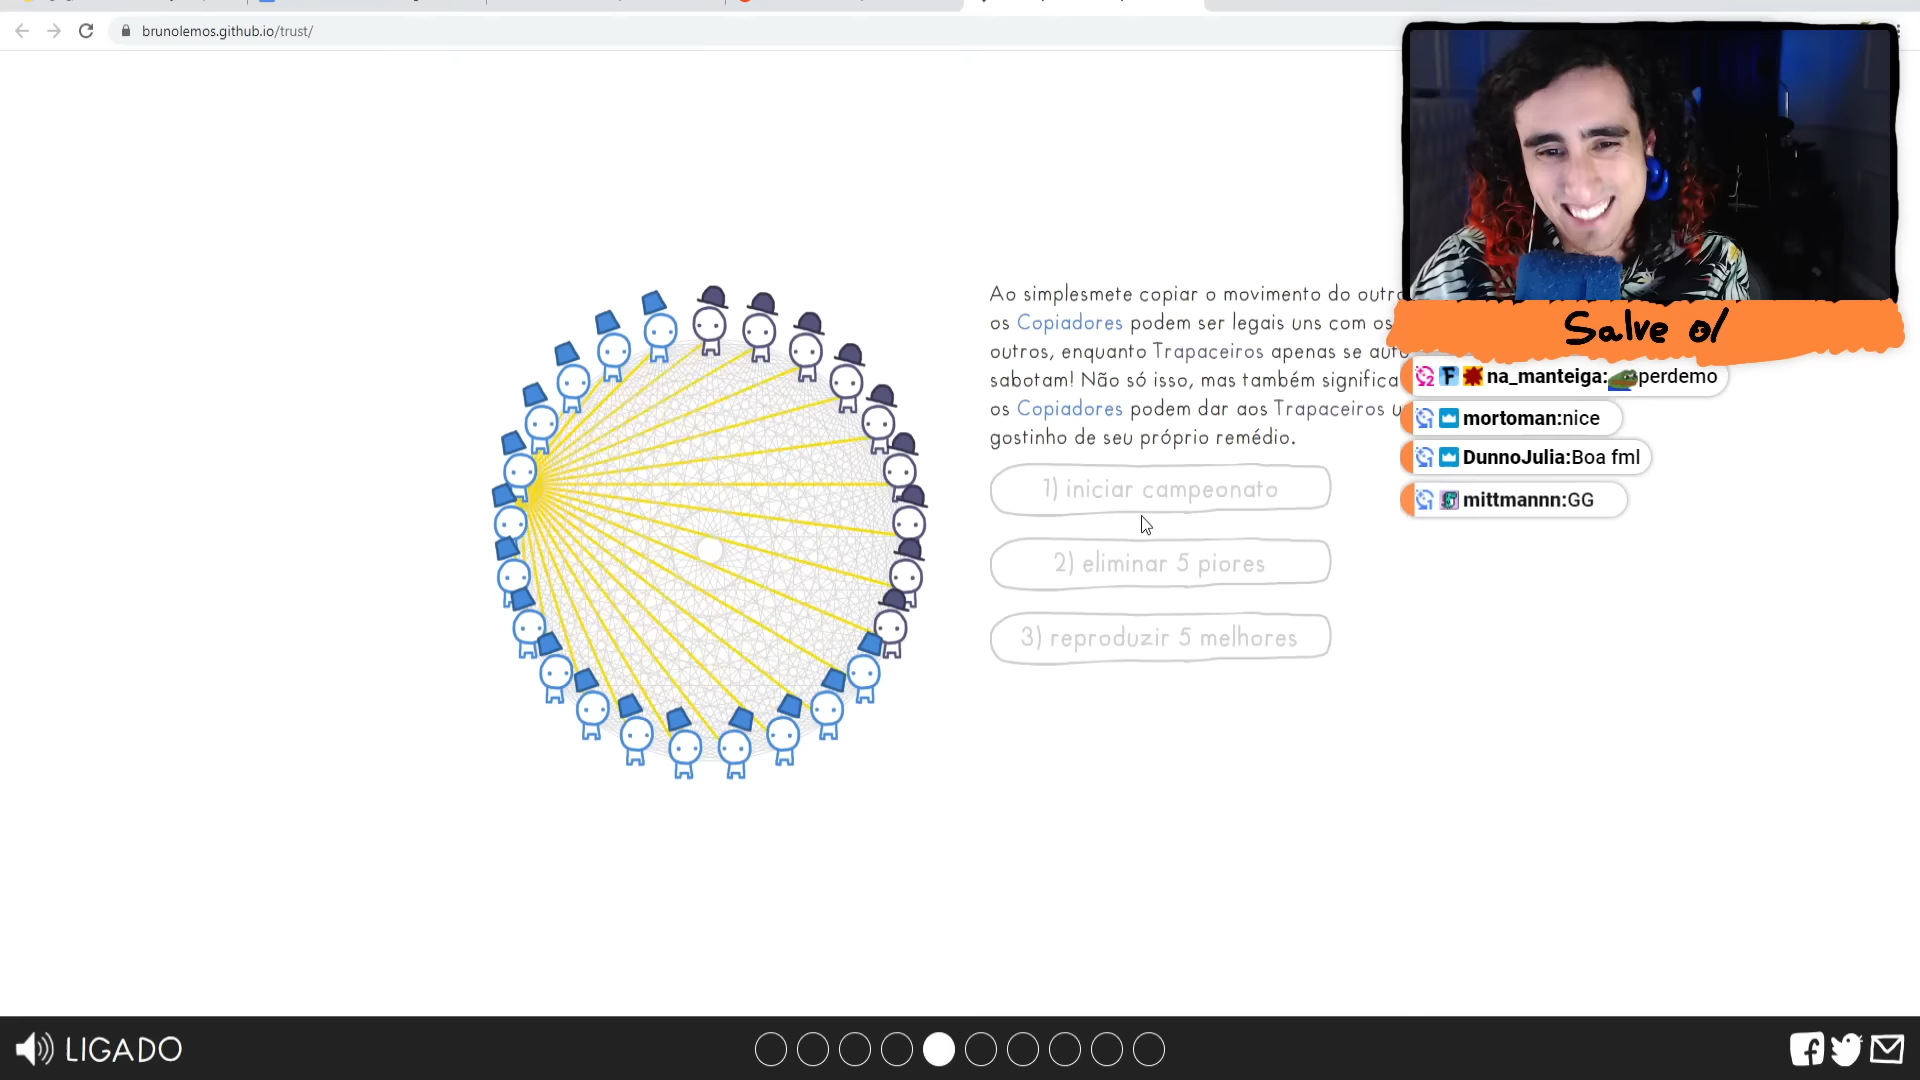 brunolemos.github.io/trust/
Ao simplesmete copiar o movimento do outro
os Copiadores podem ser legais uns com os
outros, enquanto Trapaceiros apenas se auto
sabotam! Não só isso, mas também significa
os Copiadores podem dar aos Trapaceiros u
gostinho de seu próprio remédio.
1) iniciar campeonato
2) eliminar 5 piores
3) reproduzir 5 melhores
Salve o/
na_manteiga: perdemo
mortoman:nice
DunnoJulia:Boa fml
mittmannn:GG
LIGADO